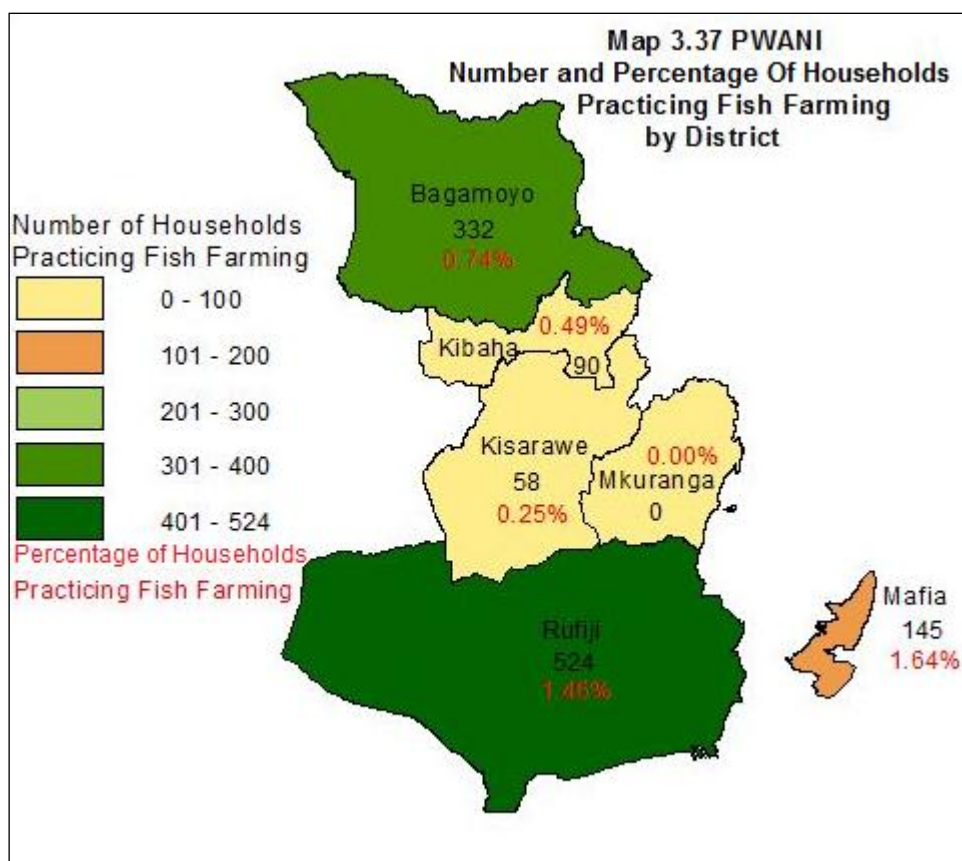 Map 3.37 PWANI
Number and Percentage Of Households
Practicing Fish Farming
by District
Bagamoyo
332
0.74%
Number of Households
Practicing Fish Farming
0 - 100
101 - 200
201 - 300
301 - 400
401 - 524
Percentage of Households
Practicing Fish Farming
0.49%
Kibaha
90
Kisarawe
58
0.25%
0.00%
Mkuranga
0
Rufiji
524
1.46%
Mafia
145
1.64%